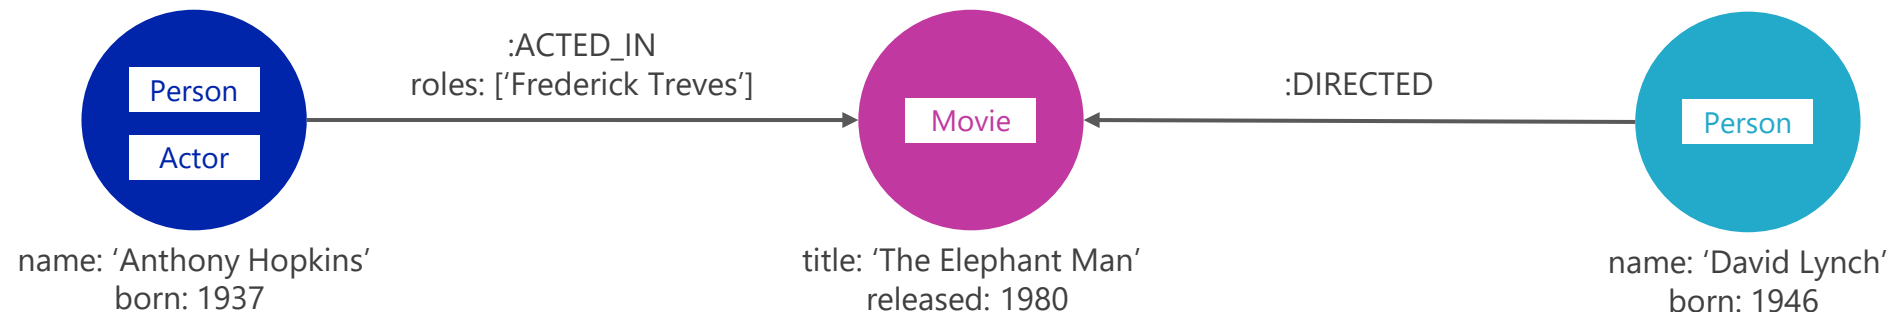 Person
Actor
name: ‘Anthony Hopkins’
born: 1937
:ACTED_IN
roles: [‘Frederick Treves’]
Movie
title: ‘The Elephant Man’
released: 1980
:DIRECTED
Person
name: ‘David Lynch’
born: 1946